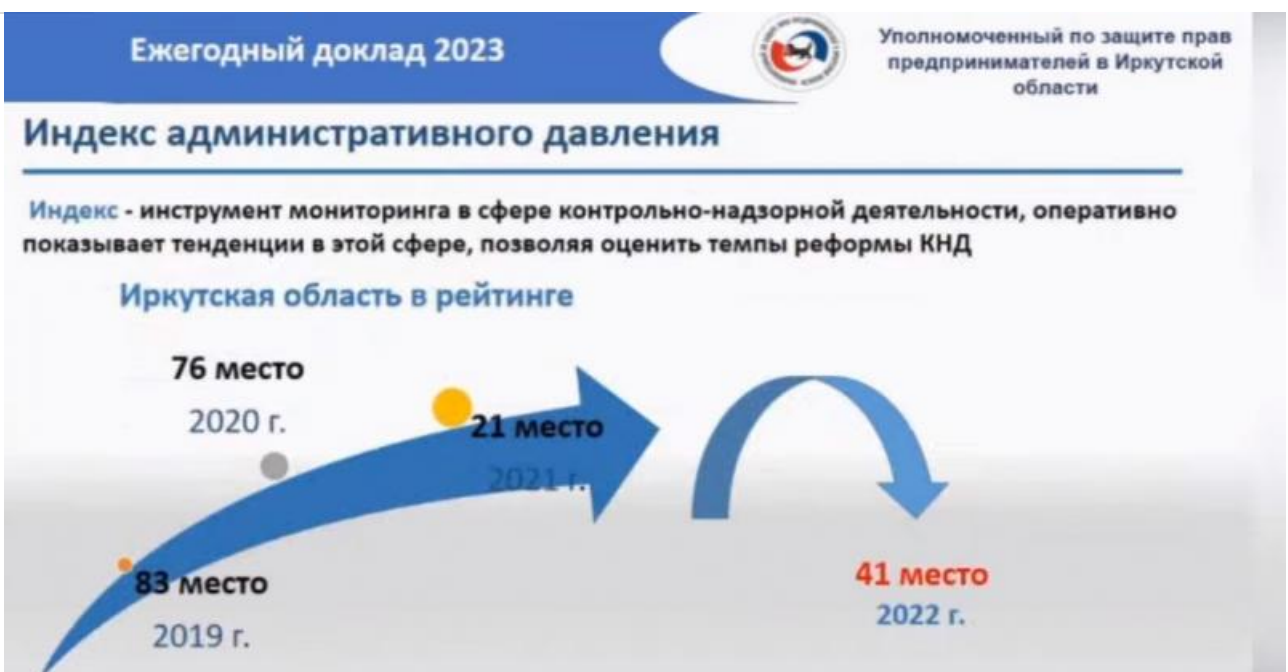 Ежегодный доклад 2023
Уполномоченный по защите прав
предпринимателей в Иркутской
области
Индекс административного давления
Индекс - инструмент мониторинга в сфере контрольно-надзорной деятельности, оперативно
показывает тенденции в этой сфере, позволяя оценить темпы реформы КНД
Иркутская область в рейтинге
76 место
2020 г.
21 место
2021 г.
83 место
2019 г.
41 место
2022 г.